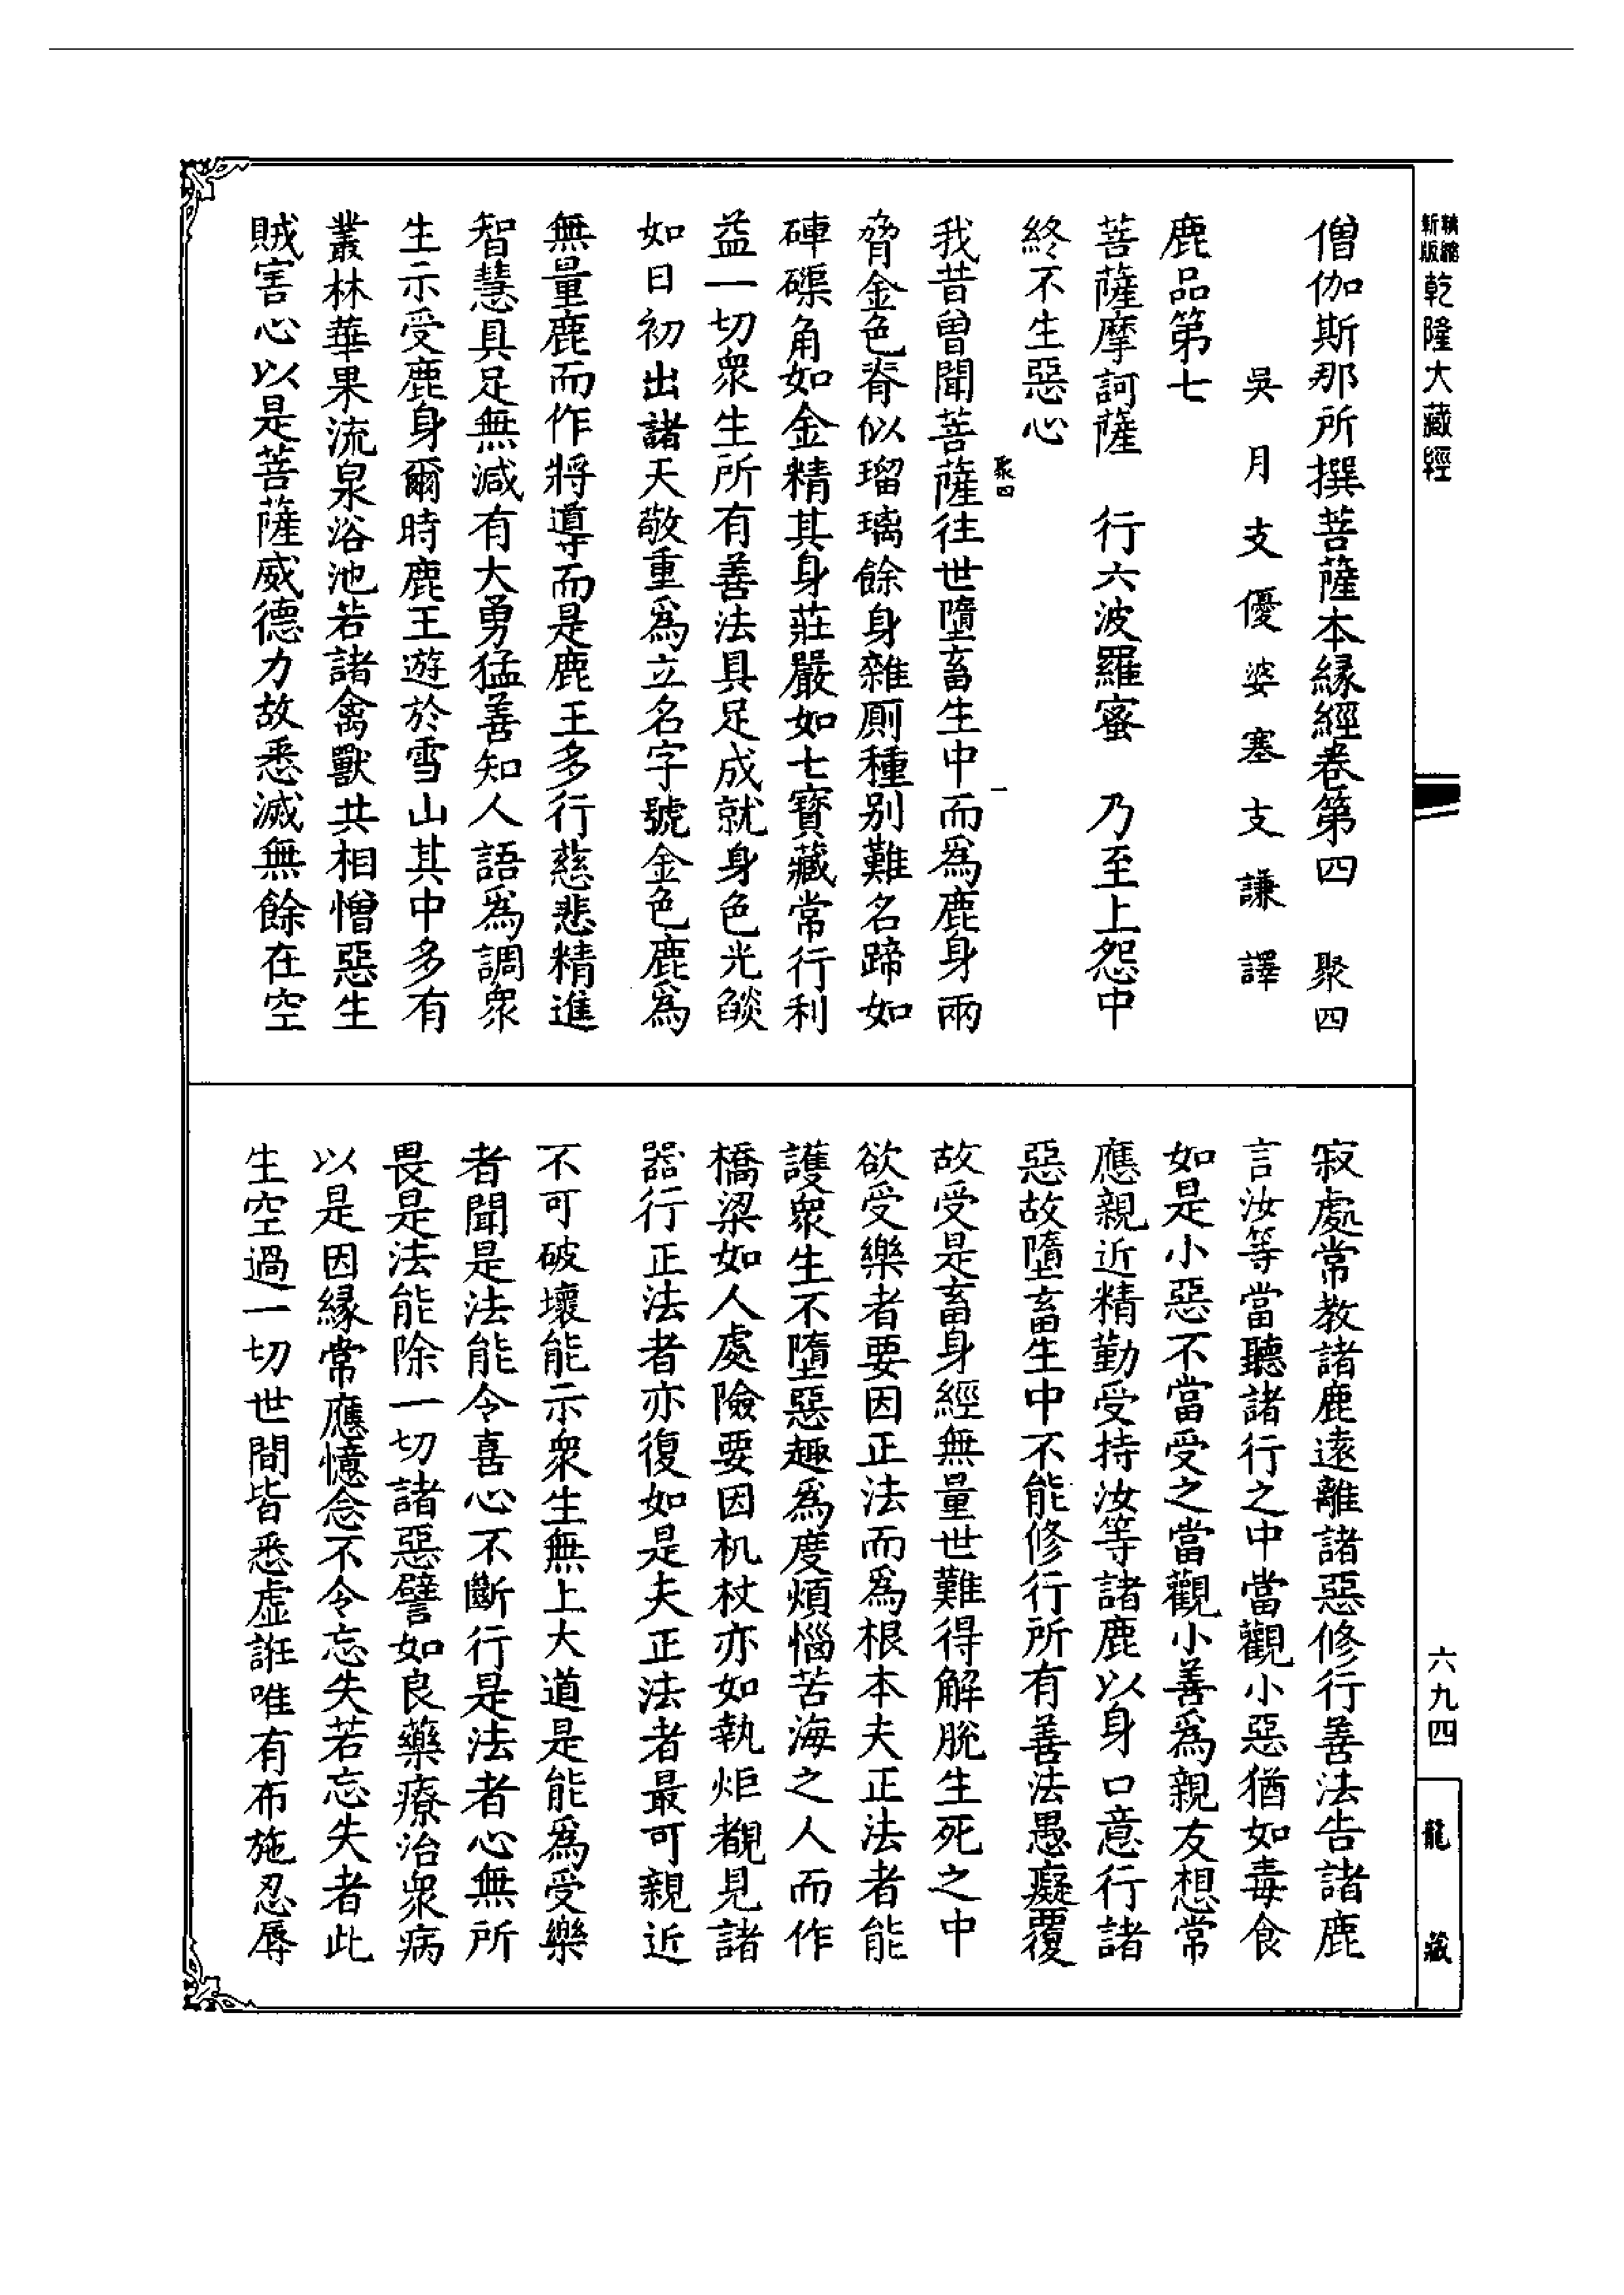 新版精縮乾隆大藏經
六九四
龍藏
僧伽斯那所撰菩薩本緣經卷第四 聚四
吳月支優婆塞支謙譯
鹿品第七
菩薩摩訶薩 行六波羅蜜 乃至上怨中
終不生惡心
聚四 一
我昔曾聞菩薩往世墮畜生中而爲鹿身兩
脅金色脊似瑠璃餘身雜廁種別難名蹄如
硨磲角如金精其身莊嚴如七寶藏常行利
益一切衆生所有善法具足成就身色光燄
如日初出諸天敬重爲立名字號金色鹿爲
無量鹿而作將導而是鹿王多行慈悲精進
智慧具足無減有大勇猛善知人語爲調衆
生示受鹿身爾時鹿王遊於雪山其中多有
叢林華果流泉浴池若諸禽獸共相憎惡生
賊害心以是菩薩威德力故悉滅無餘在空
寂處常教諸鹿遠離諸惡修行善法告諸鹿
言汝等當聽諸行之中當觀小惡猶如毒食
如是小惡不當受之當觀小善爲親友想常
應親近精勤受持汝等諸鹿以身口意行諸
惡故墮畜生中不能修行所有善法愚癡覆
故受是畜身經無量世難得解脫生死之中
欲受樂者要因正法而爲根本夫正法者能
護衆生不墮惡趣爲度煩惱苦海之人而作
橋梁如人處險要因机杖亦如執炬覩見諸
器行正法者亦復如是夫正法者最可親近
不可破壞能示衆生無上大道是能爲受樂
者聞是法能令喜心不斷行是法者心無所
畏是法能除一切諸惡譬如良藥療治衆病
以是因緣常應憶念不令忘失若忘失者此
生空過一切世間皆悉虛誑唯有布施忍辱